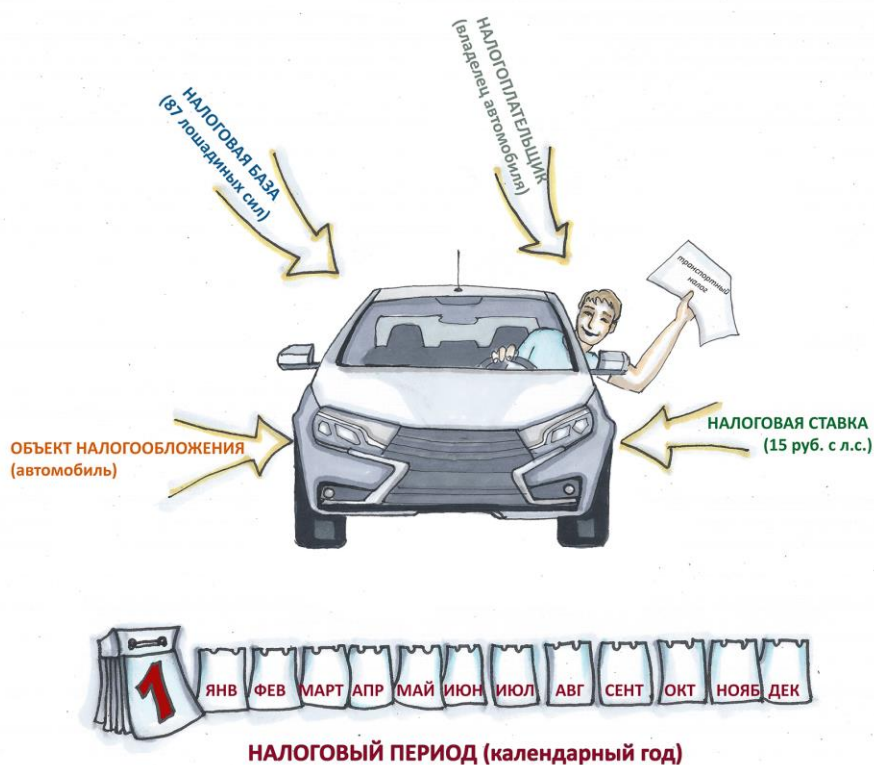 НАЛОГОВАЯ БАЗА
(87 лошадиных сил)
НАЛОГОПЛАТЕЛЬЩИК
(владелец автомобиля)
транспортный
налог
ОБЪЕКТ НАЛОГООБЛОЖЕНИЯ
(автомобиль)
НАЛОГОВАЯ СТАВКА
(15 руб. с л.с.)
1
ЯНВ ФЕВ МАРТ АПР МАЙ ИЮН ИЮЛ АВГ СЕНТ ОКТ НОЯБ ДЕК
НАЛОГОВЫЙ ПЕРИОД (календарный год)